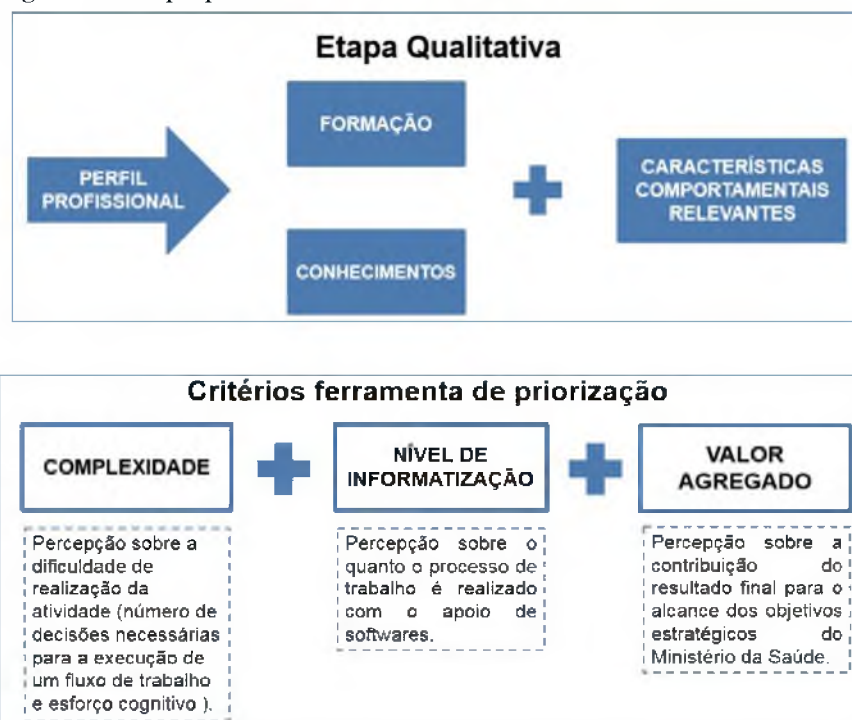 Etapa Qualitativa
PERFIL
PROFISSIONAL
FORMAÇÃO
CONHECIMENTOS
CARACTERÍSTICAS
COMPORTAMENTAIS
RELEVANTES
Critérios ferramenta de priorização
COMPLEXIDADE
NÍVEL DE
INFORMATIZAÇÃO
VALOR
AGREGADO
Percepção sobre a
dificuldade de
realização da
atividade (número de
decisões necessárias
para a execução de
um fluxo de trabalho
e esforço cognitivo ).
Percepção sobre o
quanto o processo de
trabalho é realizado
com o apoio de
softwares.
Percepção sobre a
contribuição do
resultado final para o
alcance dos objetivos
estratégicos do
Ministério da Saúde.